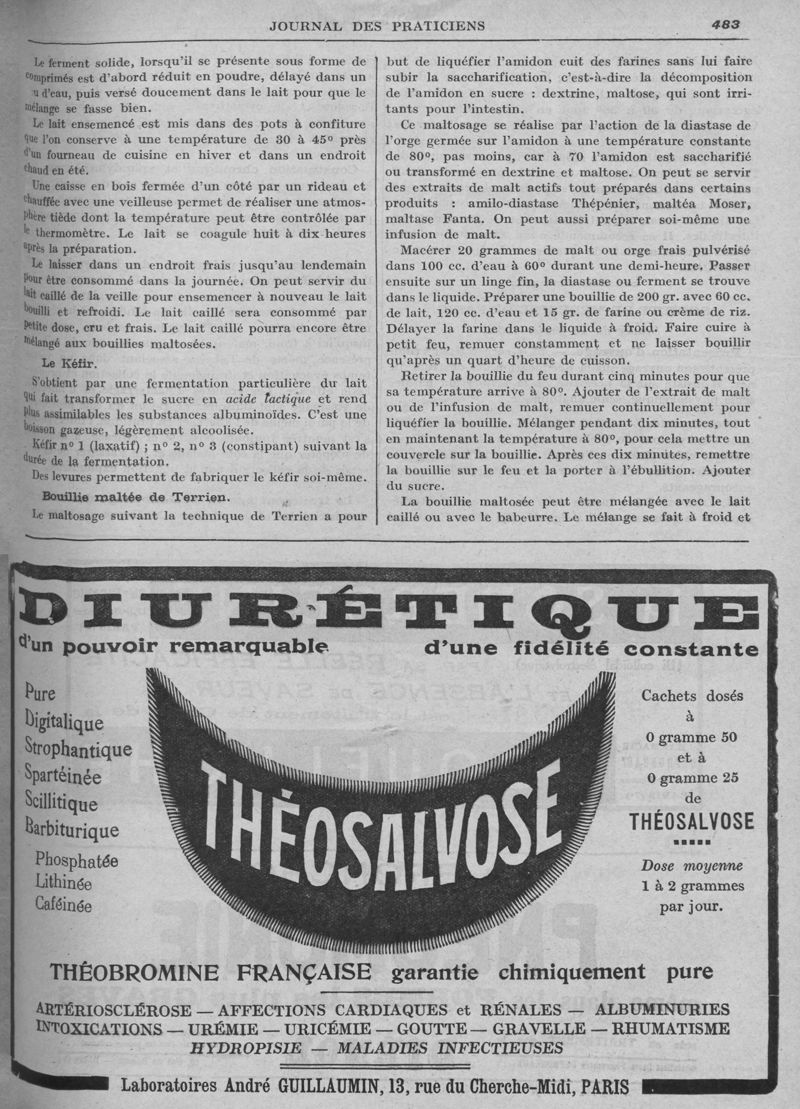 JOURNAL DES PRATICIENS
483
Le ferment solide, lorsqu'il se présente sous forme de
comprimés est d'abord réduit en poudre, délayé dans un
u d'eau, puis versé doucement dans le lait pour que le
mélange se fasse bien.
Le lait ensemencé est mis dans des pots à confiture
que l'on conserve à une température de 30 à 45° près
d'un fourneau de cuisine en hiver et dans un endroit
chaud en été.
Une caisse en bois fermée d'un côté par un rideau et
chauffée avec une veilleuse permet de réaliser une atmos-
phère tiède dont la température peut être contrôlée par
le thermomètre. Le lait se coagule huit à dix heures
après la préparation.
Le laisser dans un endroit frais jusqu'au lendemain
pour être consommé dans la journée. On peut servir du
lait caillé de la veille pour ensemencer à nouveau le lait
bouilli et refroidi. Le lait caillé sera consommé par
petite dose, cru et frais. Le lait caillé pourra encore être
mélangé aux bouillies maltosées.
Le Kéfir.
S'obtient par une fermentation particulière du lait
qui fait transformer le sucre en acide lactique et rend
plus assimilables les substances albuminoïdes. C'est une
boisson gazeuse, légèrement alcoolisée.
Kéfir n° 1 (laxatif) ; n° 2, n° 3 (constipant) suivant la
durée de la fermentation.
Des levures permettent de fabriquer le kéfir soi-même.
Bouillie maltée de Terrien.
Le maltosage suivant la technique de Terrien a pour
but de liquéfier l'amidon cuit des farines sans lui faire
subir la saccharification, c'est-à-dire la décomposition
de l'amidon en sucre : dextrine, maltose, qui sont irri-
tants pour l'intestin.
Ce maltosage se réalise par l'action de la diastase de
l'orge germée sur l'amidon à une température constante
de 80°, pas moins, car à 70 l'amidon est saccharifié
ou transformé en dextrine et maltose. On peut se servir
des extraits de malt actifs tout préparés dans certains
produits : amilo-diastase Thépénier, maltéa Moser,
maltase Fanta. On peut aussi préparer soi-même une
infusion de malt.
Macérer 20 grammes de malt ou orge frais pulvérisé
dans 100 cc. d'eau à 60° durant une demi-heure. Passer
ensuite sur un linge fin, la diastase ou ferment se trouve
dans le liquide. Préparer une bouillie de 200 gr. avec 60 cc.
de lait, 120 cc. d'eau et 15 gr. de farine ou crème de riz.
Délayer la farine dans le liquide à froid. Faire cuire à
petit feu, remuer constamment et ne laisser bouillir
qu'après un quart d'heure de cuisson.
Retirer la bouillie du feu durant cinq minutes pour que
sa température arrive à 80°. Ajouter de l'extrait de malt
ou de l'infusion de malt, remuer continuellement pour
liquéfier la bouillie. Mélanger pendant dix minutes, tout
en maintenant la température à 80°, pour cela mettre un
couvercle sur la bouillie. Après ces dix minutes, remettre
la bouillie sur le feu et la porter à l'ébullition. Ajouter
du sucre.
La bouillie maltosée peut être mélangée avec le lait
caillé ou avec le babeurre. Le mélange se fait à froid et
DIURÉTIQUE
d'un pouvoir remarquable d'une fidélité constante
Pure
Digitalique
Strophantique
Spartéinée
Scillitique
Barbiturique
Phosphatée
Lithinée
Caféinée
THÉOSALVOSE
Cachets dosés
à
0 gramme 50
et à
0 gramme 25
de
THÉOSALVOSE
Dose moyenne
1 à 2 grammes
par jour.
THÉOBROMINE FRANÇAISE garantie chimiquement pure
ARTÉRIOSCLÉROSE — AFFECTIONS CARDIAQUES et RÉNALES — ALBUMINURIES
INTOXICATIONS — URÉMIE — URICÉMIE — GOUTTE — GRAVELLE — RHUMATISME
HYDROPISIE — MALADIES INFECTIEUSES
Laboratoires André GUILLAUMIN, 13, rue du Cherche-Midi, PARIS